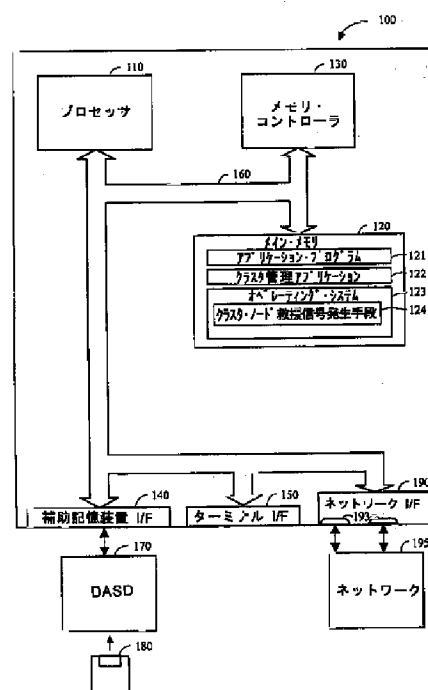 100
110
130
プロセッサ
メモリ・
コントローラ
160
120
メイン・メモリ
アプリケーション・プログラム
121
クラスタ管理アプリケーション
122
オペレーティング・システム
123
クラスタ・ノード救援信号発生手段
124
140
150
190
補助記憶装置 I/F
ターミナル I/F
ネットワーク I/F
193
170
195
DASD
ネットワーク
180